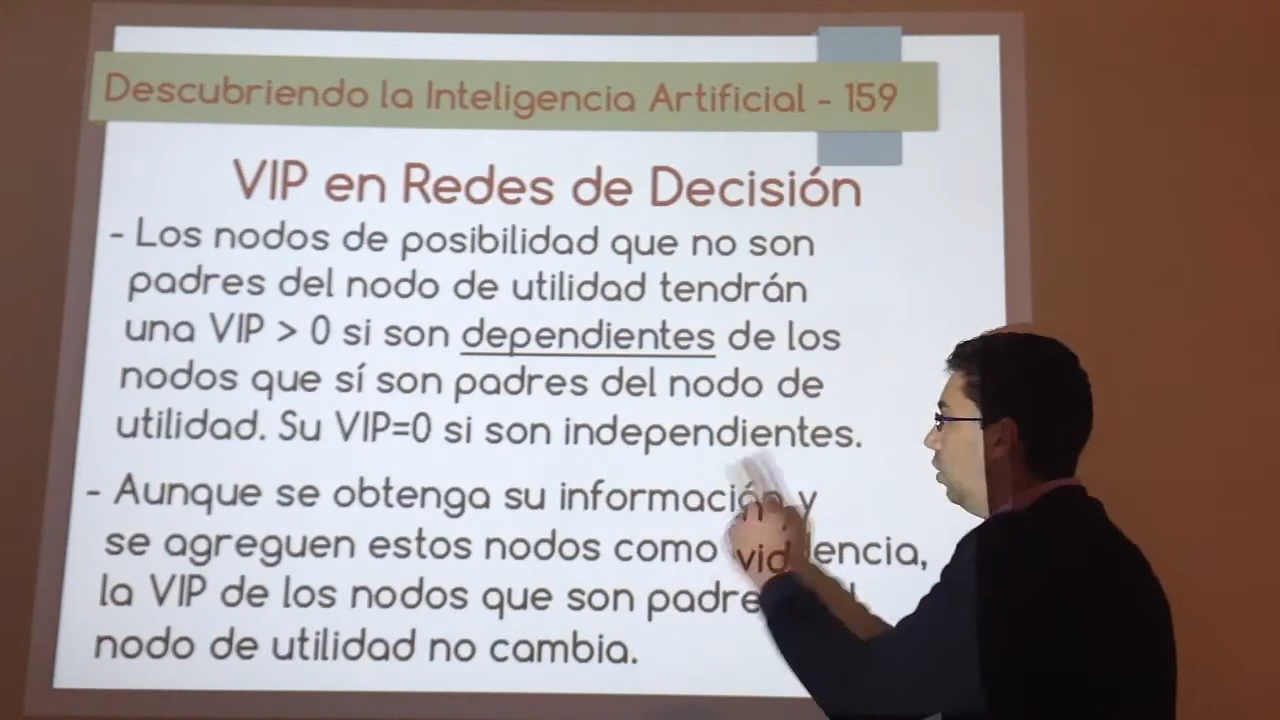 Descubriendo la Inteligencia Artificial - 159
VIP en Redes de Decisión
- Los nodos de posibilidad que no son
padres del nodo de utilidad tendrán
una VIP > 0 si son dependientes de los
nodos que sí son padres del nodo de
utilidad. Su VIP=0 si son independientes.
- Aunque se obtenga su información y
se agreguen estos nodos como evidencia,
la VIP de los nodos que son padres del
nodo de utilidad no cambia.